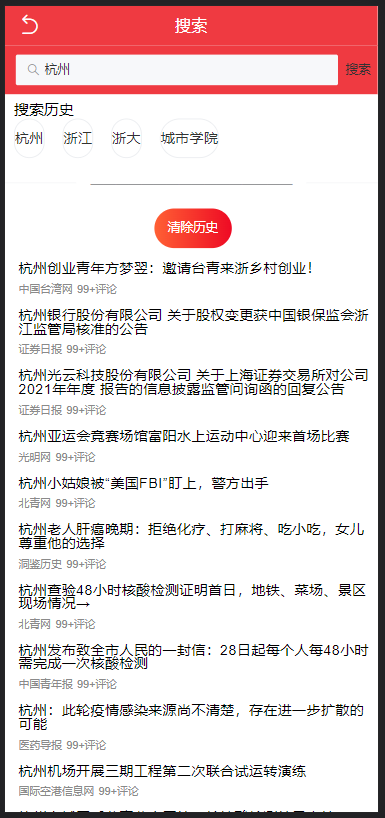 搜索
杭州
搜索
搜索历史
杭州 浙江 浙大 城市学院
清除历史
杭州创业青年方梦翌：邀请台青来浙乡村创业！
中国台湾网 99+评论
杭州银行股份有限公司 关于股权变更获中国银保监会浙
江监管局核准的公告
证券日报 99+评论
杭州光云科技股份有限公司 关于上海证券交易所对公司
2021年年度 报告的信息披露监管问询函的回复公告
证券日报 99+评论
杭州亚运会竞赛场馆富阳水上运动中心迎来首场比赛
光明网 99+评论
杭州小姑娘被“美国FBI”盯上，警方出手
北青网 99+评论
杭州老人肝癌晚期：拒绝化疗、打麻将、吃小吃，女儿
尊重他的选择
洞鉴历史 99+评论
杭州查验48小时核酸检测证明首日，地铁、菜场、景区
现场情况→
北青网 99+评论
杭州发布致全市人民的一封信：28日起每个人每48小时
需完成一次核酸检测
中国青年报 99+评论
杭州：此轮疫情感染来源尚不清楚，存在进一步扩散的
可能
医药导报 99+评论
杭州机场开展三期工程第二次联合试运转演练
国际空港信息网 99+评论